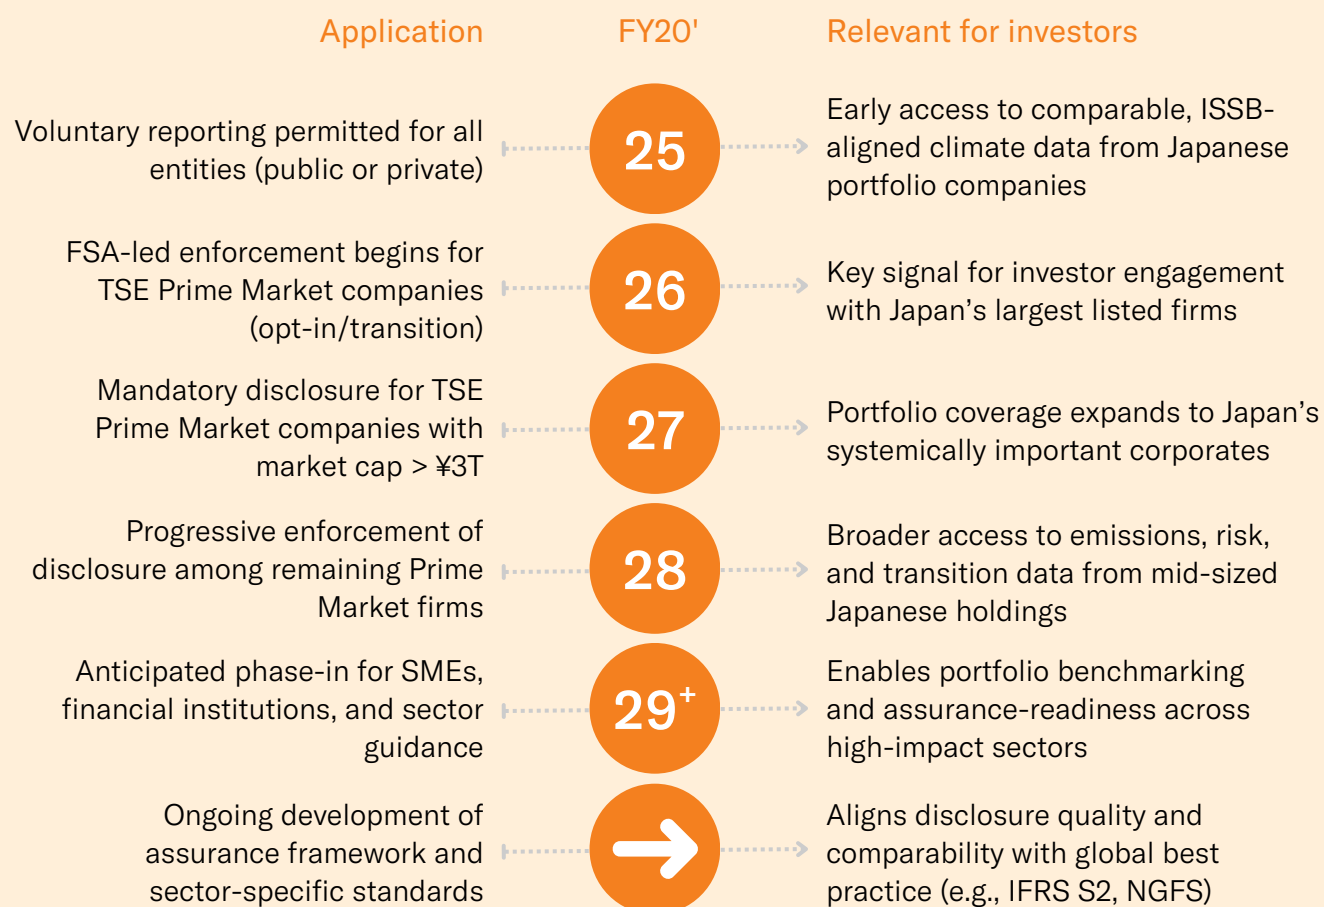 Application
FY20'
Relevant for investors
Voluntary reporting permitted for all
entities (public or private)
25
Early access to comparable, ISSB-
aligned climate data from Japanese
portfolio companies
FSA-led enforcement begins for
TSE Prime Market companies
(opt-in/transition)
26
Key signal for investor engagement
with Japan’s largest listed firms
Mandatory disclosure for TSE
Prime Market companies with
market cap > ¥3T
27
Portfolio coverage expands to Japan’s
systemically important corporates
Progressive enforcement of
disclosure among remaining Prime
Market firms
28
Broader access to emissions, risk,
and transition data from mid-sized
Japanese holdings
Anticipated phase-in for SMEs,
financial institutions, and sector
guidance
29+
Enables portfolio benchmarking
and assurance-readiness across
high-impact sectors
Ongoing development of
assurance framework and
sector-specific standards
Aligns disclosure quality and
comparability with global best
practice (e.g., IFRS S2, NGFS)